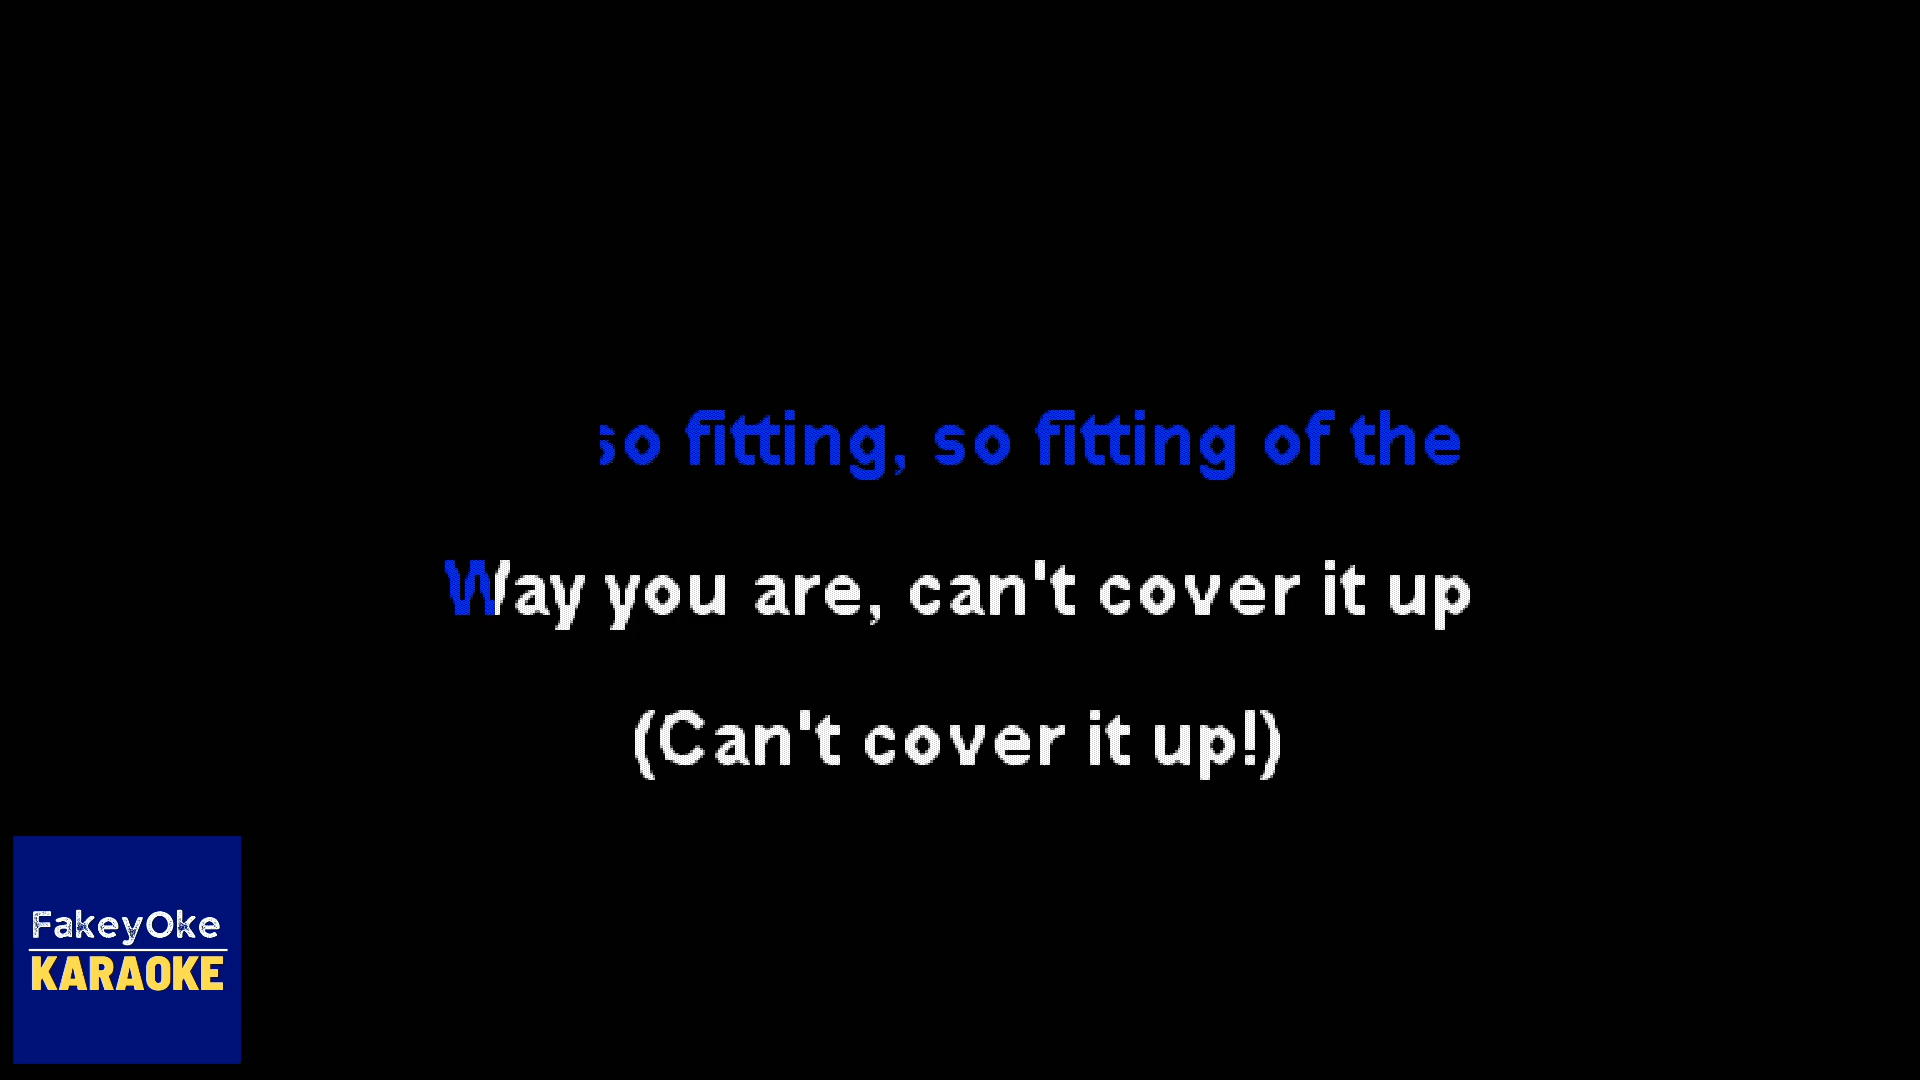 so fitting, so fitting of the
Way you are, can't cover it up
(Can't cover it up!)
FakeyOke
KARAOKE